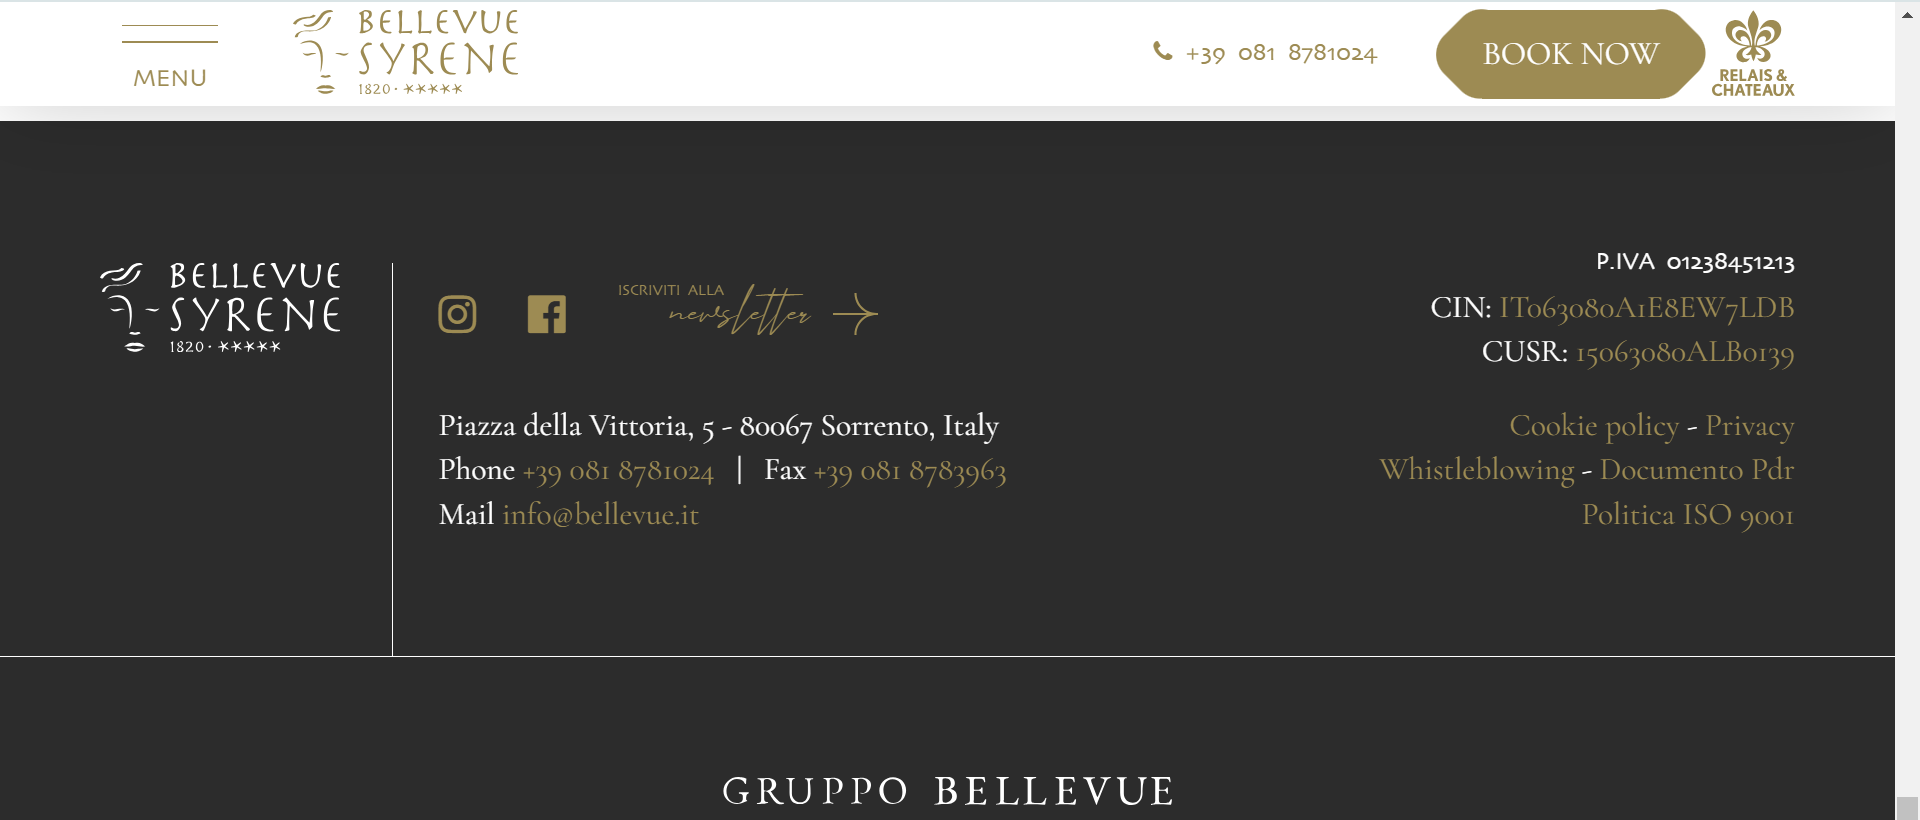 MENU
BELLEVUE
SYRENE
1820 · ★★★★★
+39 081 8781024
BOOK NOW
RELAIS &
CHATEAUX
BELLEVUE
SYRENE
1820 · ★★★★★
ISCRIVITI ALLA
newsletter
Piazza della Vittoria, 5 - 80067 Sorrento, Italy
Phone +39 081 8781024 | Fax +39 081 8783963
Mail info@bellevue.it
P.IVA 01238451213
CIN: IT063080A1E8EW7LDB
CUSR: 15063080ALB0139
Cookie policy - Privacy
Whistleblowing - Documento Pdr
Politica ISO 9001
GRUPPO BELLEVUE